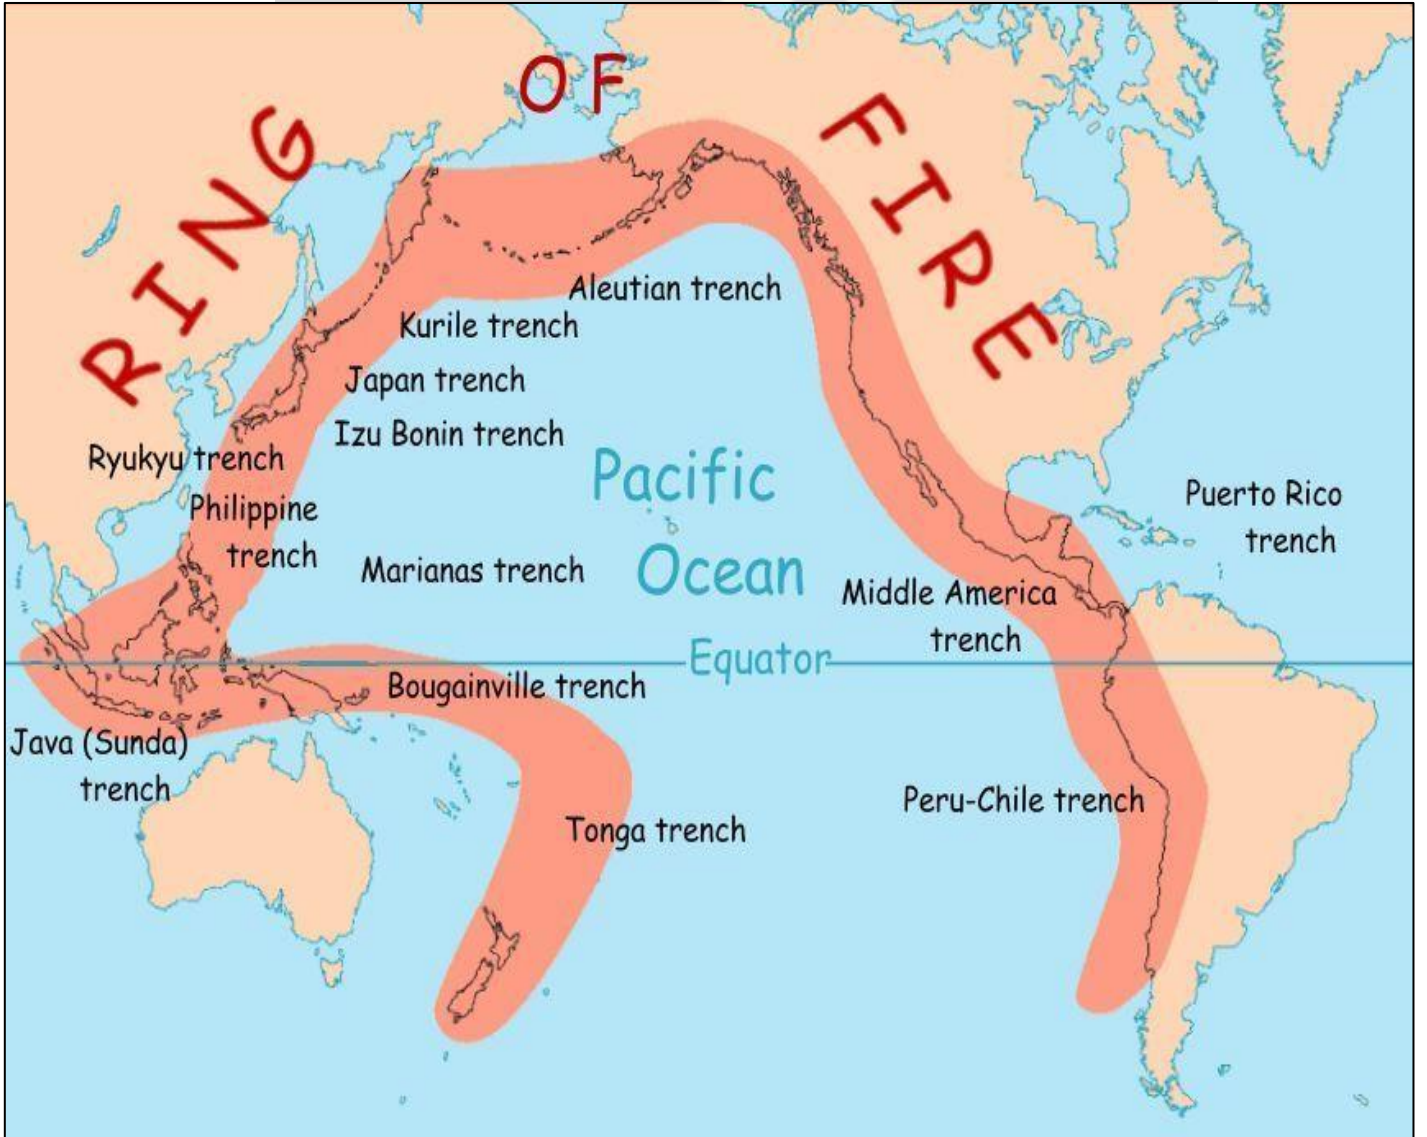 RING OF FIRE
Aleutian trench
Kurile trench
Japan trench
Izu Bonin trench
Ryukyu trench
Philippine
trench
Marianas trench
Pacific
Ocean
Puerto Rico
trench
Middle America
trench
Equator
Bougainville trench
Java (Sunda)
trench
Peru-Chile trench
Tonga trench